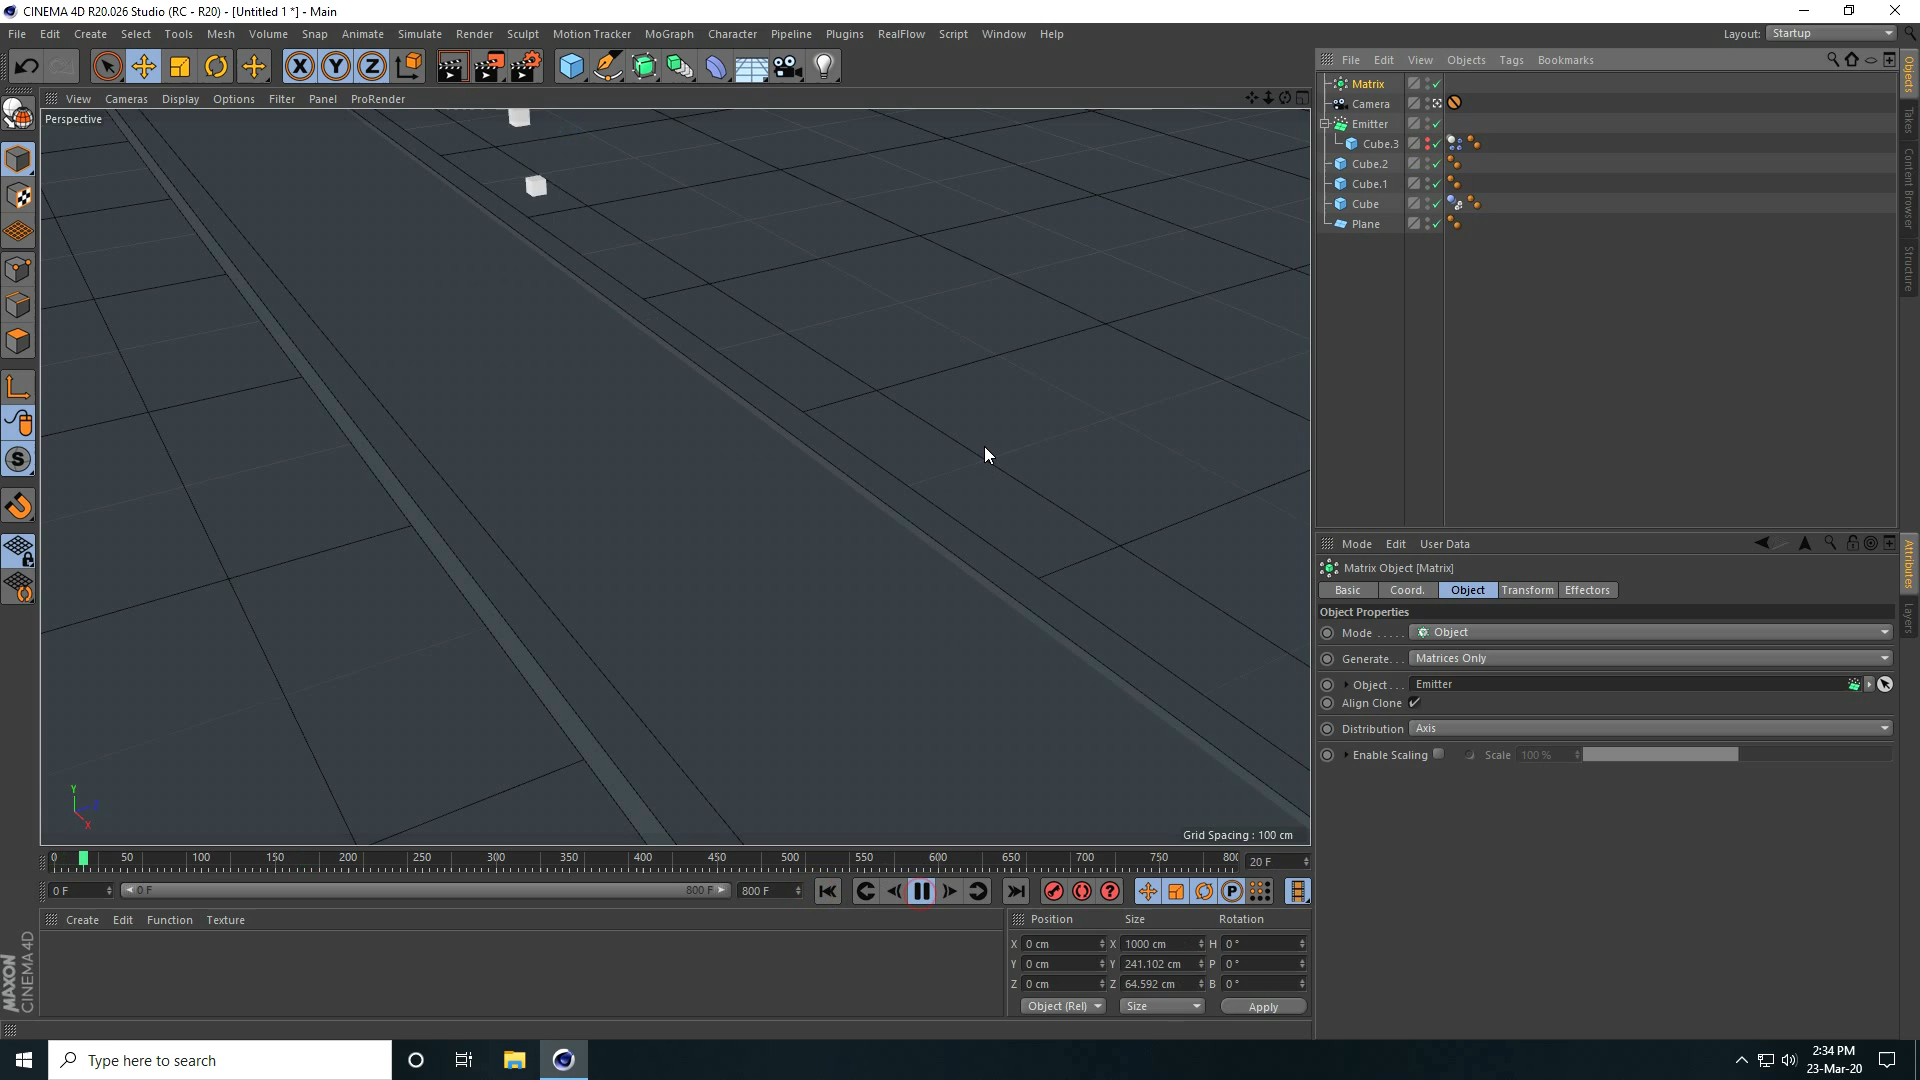 CINEMA 4D R20.026 Studio (RC - R20) - [Untitled 1 *] - Main
File Edit Create Select Tools Mesh Volume Snap Animate Simulate Render Sculpt Motion Tracker MoGraph Character Pipeline Plugins RealFlow Script Window Help
Layout: Startup
File Edit View Objects Tags Bookmarks
View Cameras Display Options Filter Panel ProRender
Perspective
Matrix
Camera
Emitter
Cube.3
Cube.2
Cube.1
Cube
Plane
Objects
Takes
Content Browser
Structure
Mode Edit User Data
Matrix Object [Matrix]
Basic Coord. Object Transform Effectors
Object Properties
Mode ..... Object
Generate... Matrices Only
Object... Emitter
Align Clone
Distribution Axis
Enable Scaling Scale 100 %
Attributes
Layers
Y
X
Grid Spacing : 100 cm
0 50 100 150 200 250 300 350 400 450 500 550 600 650 700 750 800 20 F
0 F 0 F 800 F 800 F
Create Edit Function Texture
Position Size Rotation
X 0 cm X 1000 cm H 0 °
Y 0 cm Y 241.102 cm P 0 °
Z 0 cm Z 64.592 cm B 0 °
Object (Rel) Size Apply
MAXON
CINEMA 4D
Type here to search
2:34 PM
23-Mar-20